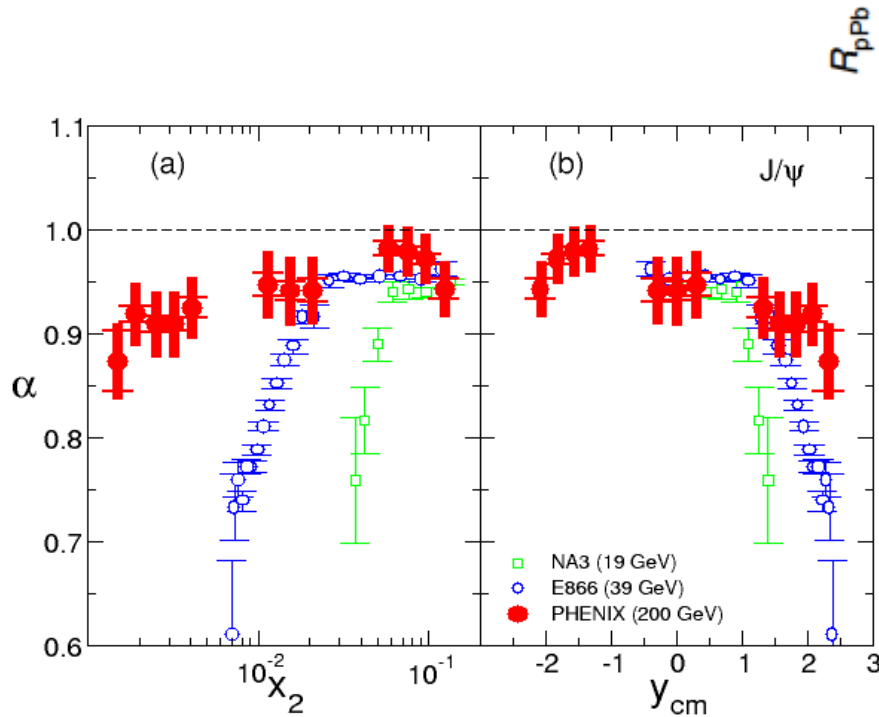 R_pPb
(a)
(b)
J/ψ
1.1
1.0
0.9
0.8
0.7
0.6
α
NA3 (19 GeV)
E866 (39 GeV)
PHENIX (200 GeV)
10^-2 10^-1
-2 -1 0 1 2 3
x_2
y_cm